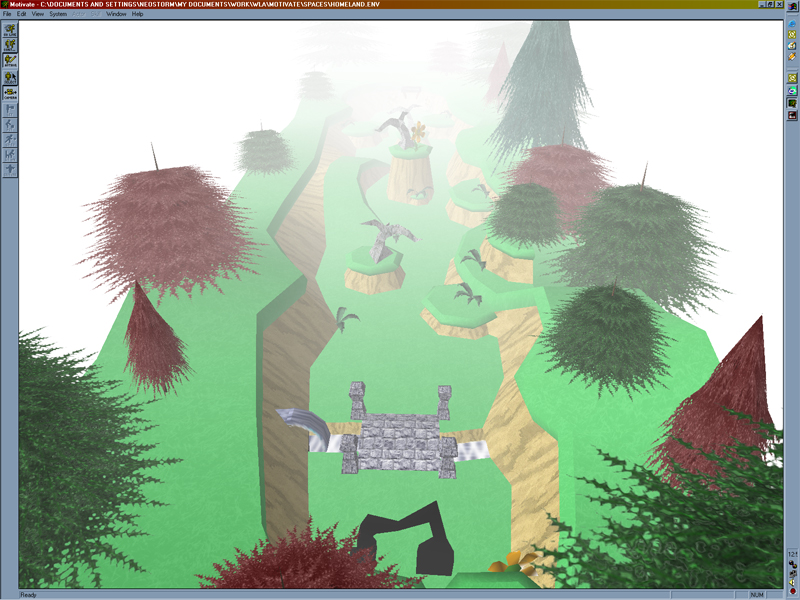 Motivate - C:\DOCUMENTS AND SETTINGS\NEOSTORM\MY DOCUMENTS\WORK\WLA\MOTIVATE\SPACES\HOMELAND.ENV
File Edit View System Window Help
CAMERA
Ready
NUM